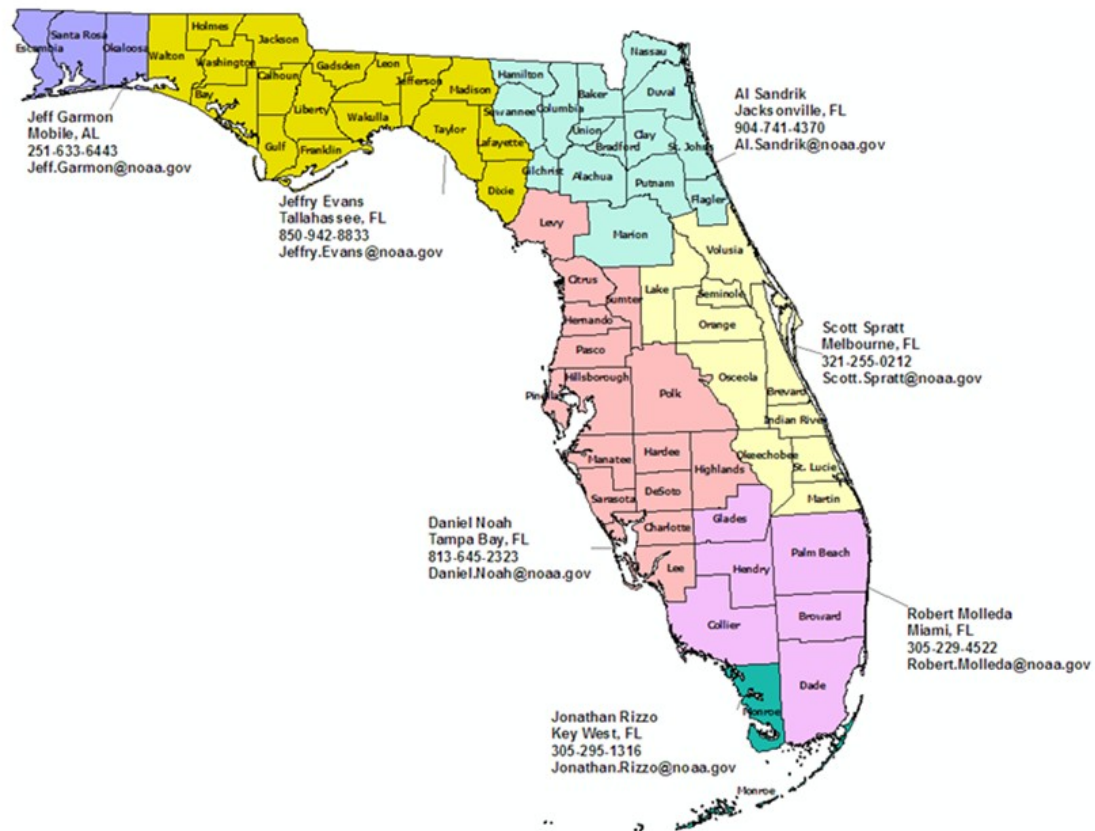 Escambia
Santa Rosa
Okaloosa
Walton
Holmes
Washington
Jackson
Bay
Calhoun
Gulf
Liberty
Franklin
Gadsden
Leon
Wakulla
Jefferson
Madison
Taylor
Lafayette
Dixie
Hamilton
Suwannee
Columbia
Baker
Nassau
Duval
Union
Bradford
Clay
St. Johns
Gilchrist
Alachua
Putnam
Flagler
Marion
Levy
Citrus
Sumter
Hernando
Pasco
Hillsborough
Pinellas
Polk
Manatee
Hardee
Highlands
Sarasota
DeSoto
Charlotte
Lee
Volusia
Lake
Seminole
Orange
Osceola
Brevard
Indian River
Okeechobee
St. Lucie
Martin
Glades
Hendry
Palm Beach
Collier
Broward
Dade
Monroe
Monroe
Jeff Garmon
Mobile, AL
251-633-6443
Jeff.Garmon@noaa.gov
Jeffry Evans
Tallahassee, FL
850-942-8833
Jeffry.Evans@noaa.gov
Al Sandrik
Jacksonville, FL
904-741-4370
Al.Sandrik@noaa.gov
Scott Spratt
Melbourne, FL
321-255-0212
Scott.Spratt@noaa.gov
Daniel Noah
Tampa Bay, FL
813-645-2323
Daniel.Noah@noaa.gov
Robert Molleda
Miami, FL
305-229-4522
Robert.Molleda@noaa.gov
Jonathan Rizzo
Key West, FL
305-295-1316
Jonathan.Rizzo@noaa.gov